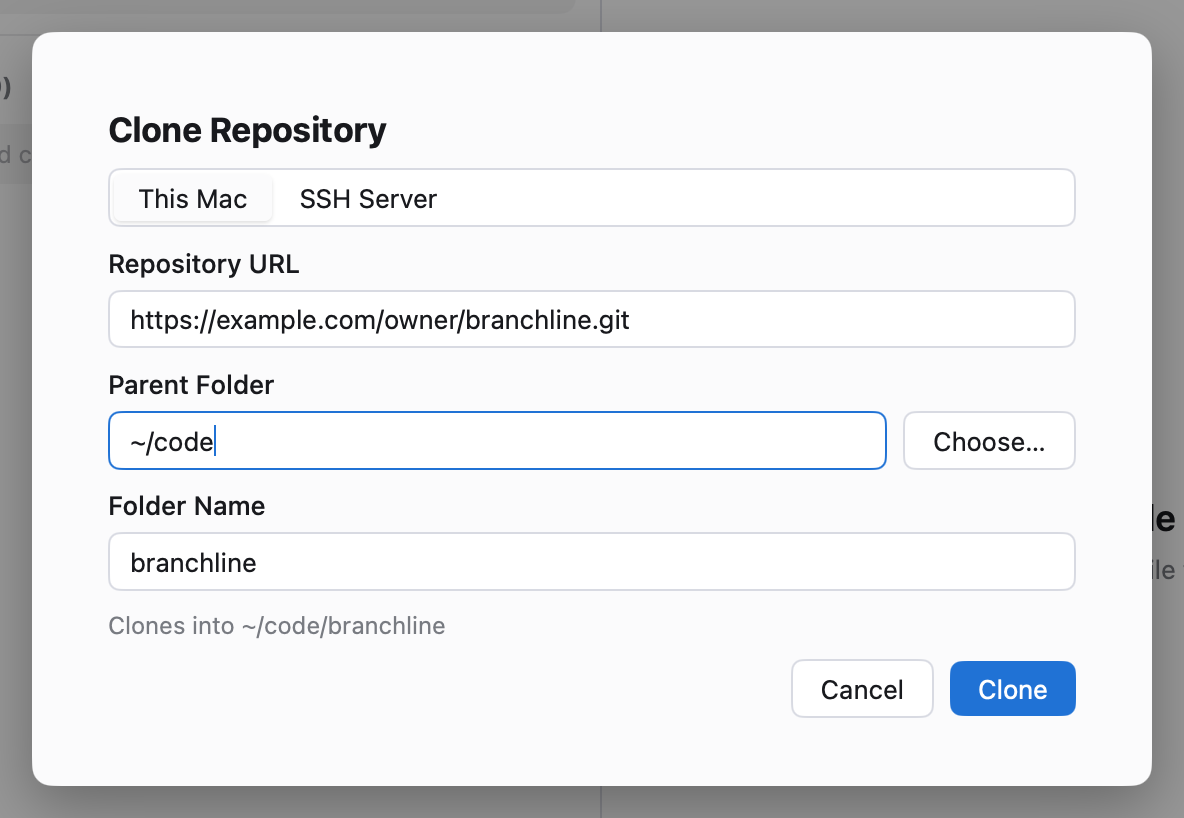 Clone Repository
This Mac SSH Server
Repository URL
https://example.com/owner/branchline.git
Parent Folder
~/code Choose...
Folder Name
branchline
Clones into ~/code/branchline
Cancel Clone